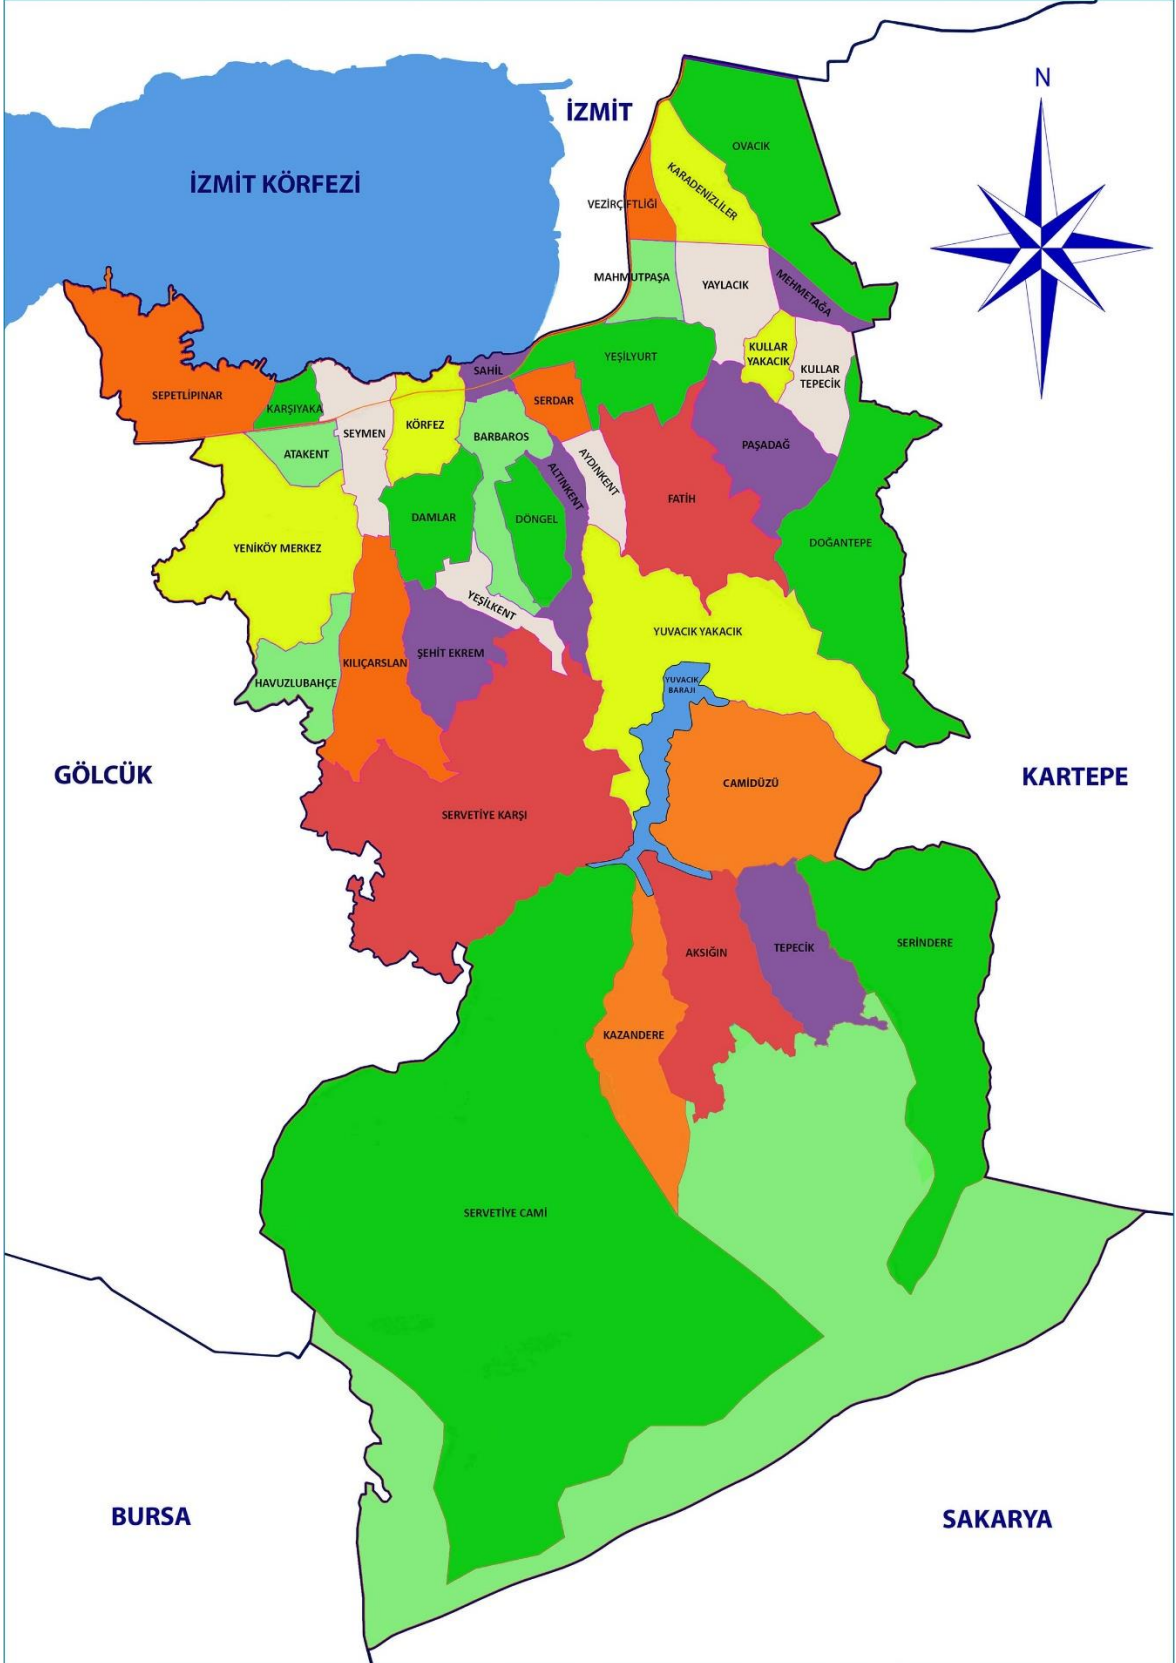 N
İZMİT
OVACIK
İZMİT KÖRFEZİ
KARADENİZLİLER
VEZİRÇİFTLİĞİ
MAHMUTPAŞA
YAYLACIK
MEHMETAĞA
KULLAR
YAKACIK
KULLAR
TEPECİK
YEŞİLYURT
SAHİL
SEPETLİPINAR
SERDAR
KARŞIYAKA
SEYMEN
KÖRFEZ
BARBAROS
PAŞADAĞ
ATAKENT
AYDINKENT
ALTINKENT
FATİH
DAMLAR
DÖNGEL
DOĞANTEPE
YENİKÖY MERKEZ
YEŞİLKENT
YUVACIK YAKACIK
ŞEHİT EKREM
KILIÇARSLAN
HAVUZLUBAHÇE
YUVACIK
BARAJI
GÖLCÜK
KARTEPE
CAMİDÜZÜ
SERVETİYE KARŞI
SERİNDERE
TEPECİK
AKSIĞIN
KAZANDERE
SERVETİYE CAMİ
BURSA
SAKARYA